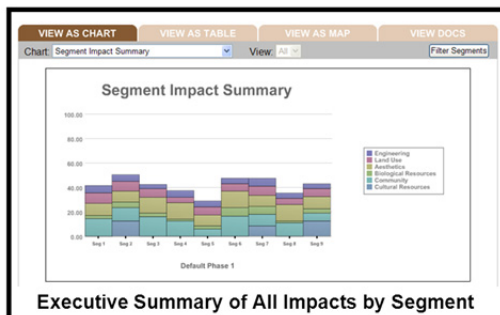 VIEW AS CHART VIEW AS TABLE VIEW AS MAP VIEW DOCS
Chart: Segment Impact Summary View: All Filter Segments
Segment Impact Summary
100.00
80.00
60.00
40.00
20.00
0.00
Engineering
Land Use
Aesthetics
Biological Resources
Community
Cultural Resources
Seg 1 Seg 2 Seg 3 Seg 4 Seg 5 Seg 6 Seg 7 Seg 8 Seg 9
Default Phase 1
Executive Summary of All Impacts by Segment